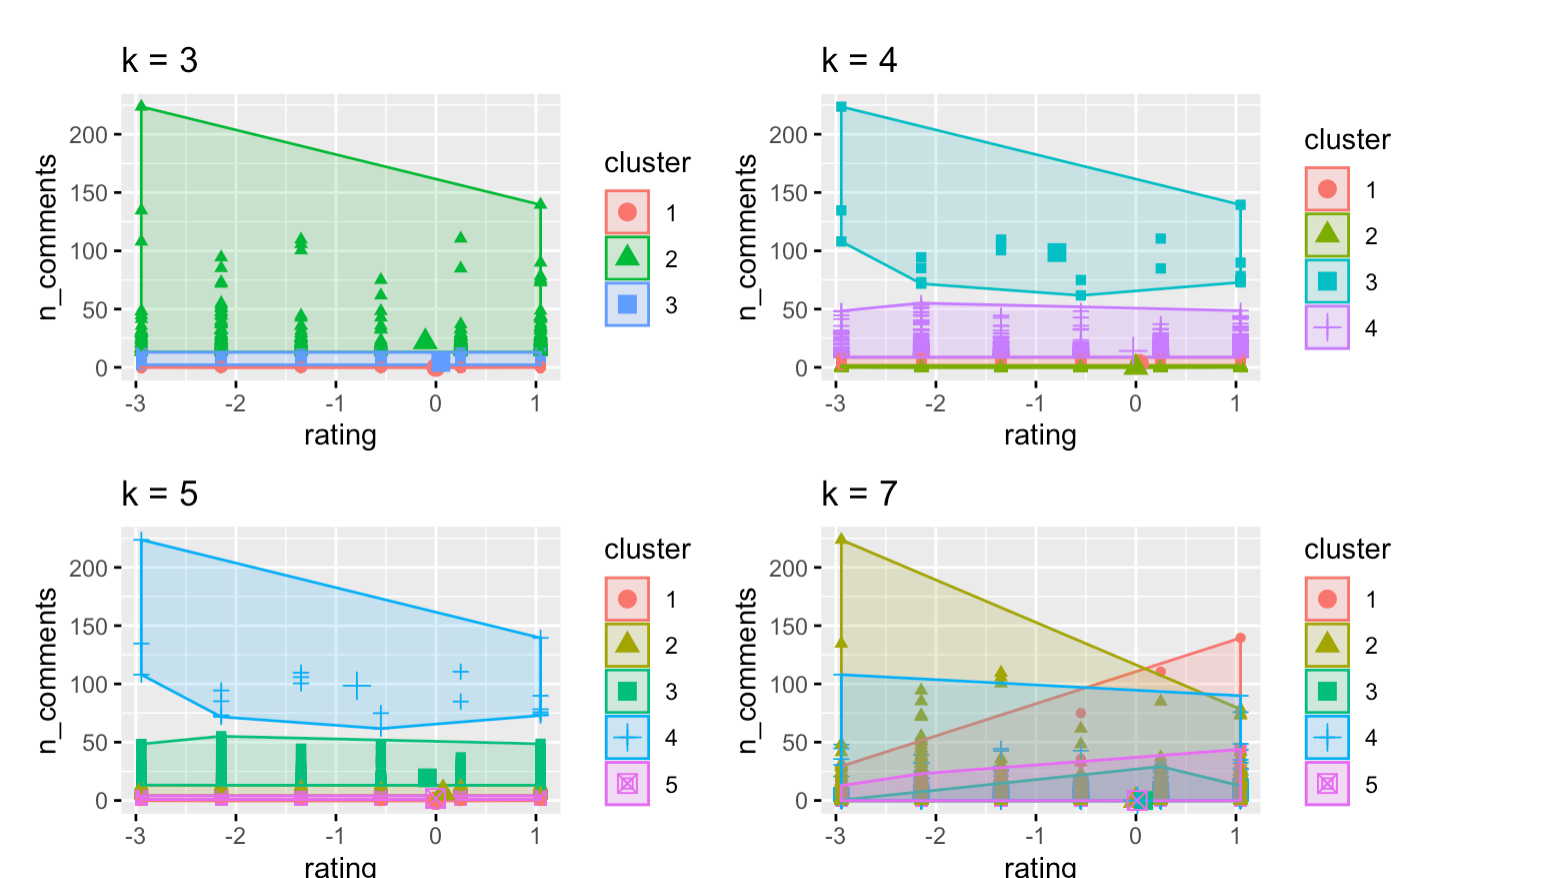 k = 3
200
150
100
50
0
n_comments
-3 -2 -1 0 1
rating
cluster
1
2
3
k = 4
200
150
100
50
0
n_comments
-3 -2 -1 0 1
rating
cluster
1
2
3
4
k = 5
200
150
100
50
0
n_comments
-3 -2 -1 0 1
rating
cluster
1
2
3
4
5
k = 7
200
150
100
50
0
n_comments
-3 -2 -1 0 1
rating
cluster
1
2
3
4
5